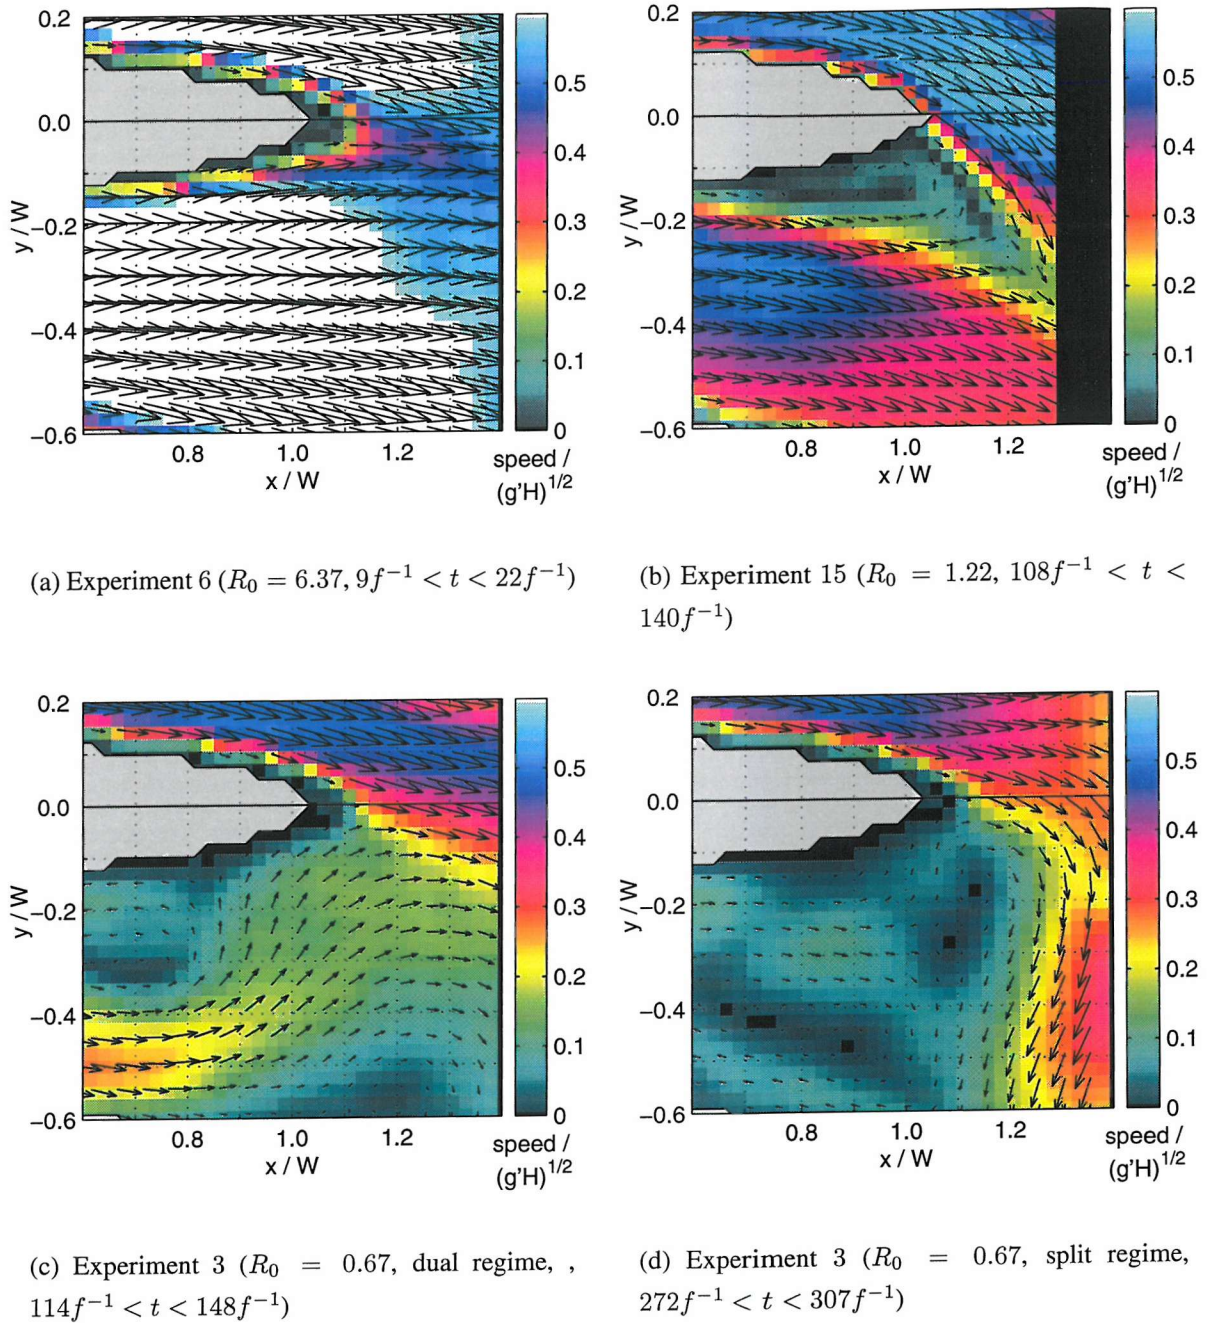 0.2
0.0
−0.2
−0.4
−0.6
y / W
0.8 1.0 1.2
x / W
0.5
0.4
0.3
0.2
0.1
0
speed /
(g'H)1/2
0.2
0.0
−0.2
−0.4
−0.6
y / W
0.8 1.0 1.2
x / W
0.5
0.4
0.3
0.2
0.1
0
speed /
(g'H)1/2
(a) Experiment 6 (R0 = 6.37, 9f−1 < t < 22f−1)
(b) Experiment 15 (R0 = 1.22, 108f−1 < t <
140f−1)
0.2
0.0
−0.2
−0.4
−0.6
y / W
0.8 1.0 1.2
x / W
0.5
0.4
0.3
0.2
0.1
0
speed /
(g'H)1/2
0.2
0.0
−0.2
−0.4
−0.6
y / W
0.8 1.0 1.2
x / W
0.5
0.4
0.3
0.2
0.1
0
speed /
(g'H)1/2
(c) Experiment 3 (R0 = 0.67, dual regime, ,
114f−1 < t < 148f−1)
(d) Experiment 3 (R0 = 0.67, split regime,
272f−1 < t < 307f−1)